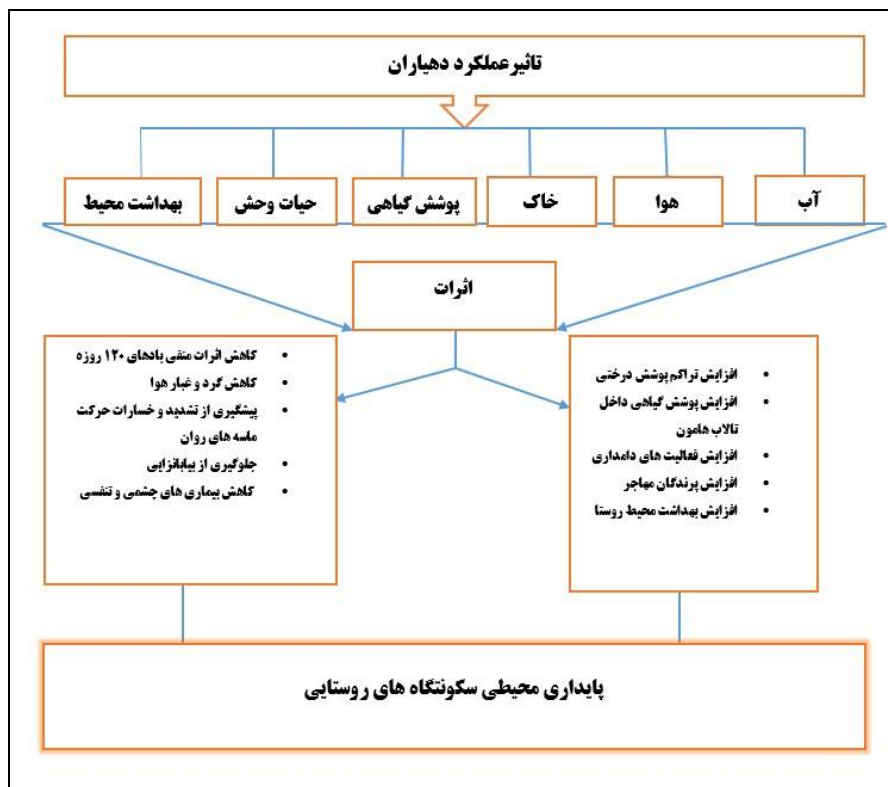 تاثیرعملکرد دهیاران
آب
هوا
خاک
پوشش گیاهی
حیات وحش
بهداشت محیط
اثرات
افزایش تراکم پوشش درختی
افزایش پوشش گیاهی داخل
تالاب هامون
افزایش فعالیت های دامداری
افزایش پرندگان مهاجر
افزایش بهداشت محیط روستا
کاهش اثرات منفی بادهای ۱۲۰ روزه
کاهش گرد و غبار هوا
پیشگیری از تشدید و خسارات حرکت
ماسه های روان
جلوگیری از بیابانزایی
کاهش بیماری های چشمی و تنفسی
پایداری محیطی سکونتگاه های روستایی